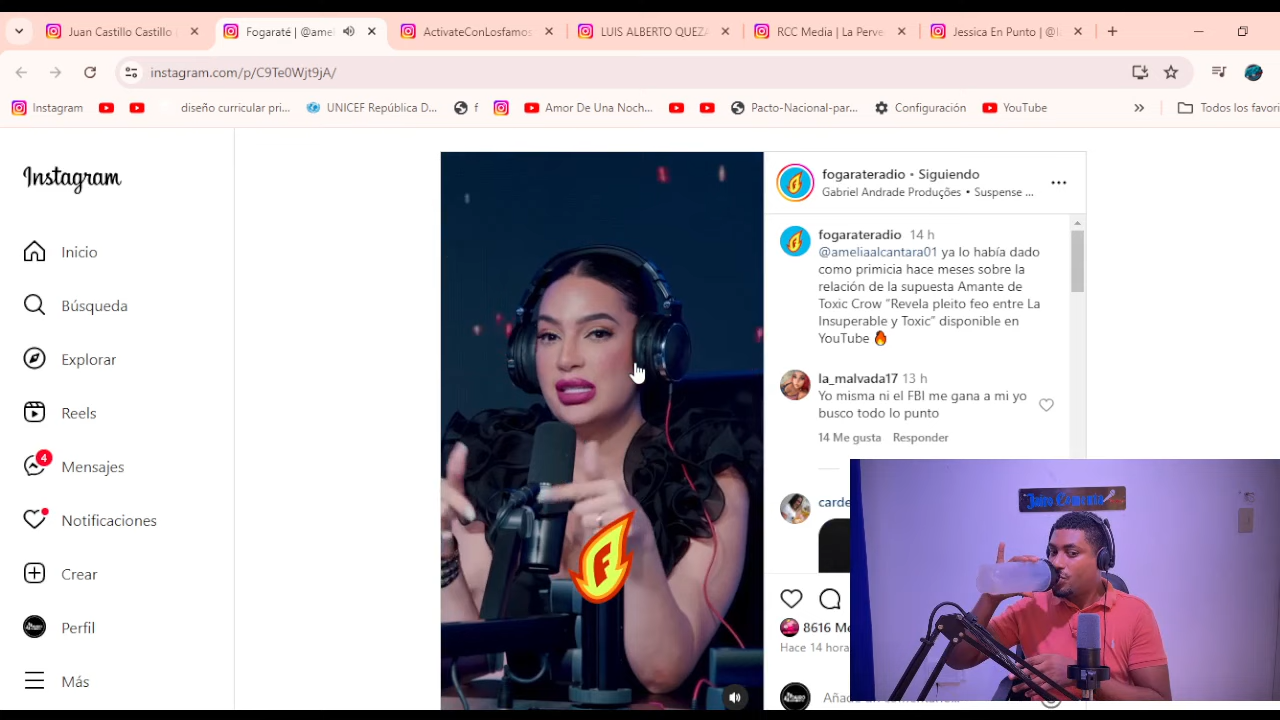 Juan Castillo Castillo
Fogaraté | @ame
ActivateConLosfamos
LUIS ALBERTO QUEZA
RCC Media | La Perve
Jessica En Punto | @l
instagram.com/p/C9Te0Wjt9jA/
Instagram
diseño curricular pri...
UNICEF República D...
f
Amor De Una Noch...
Pacto-Nacional-par...
Configuración
YouTube
»
Todos los favori
Instagram
Inicio
Búsqueda
Explorar
Reels
4
Mensajes
Notificaciones
Crear
Perfil
Más
F
fogarateradio • Siguiendo
Gabriel Andrade Produções • Suspense ...
fogarateradio 14 h
@ameliaalcantara01 ya lo había dado
como primicia hace meses sobre la
relación de la supuesta Amante de
Toxic Crow “Revela pleito feo entre La
Insuperable y Toxic” disponible en
YouTube 🔥
la_malvada17 13 h
Yo misma ni el FBI me gana a mi yo
busco todo lo punto
14 Me gusta Responder
carde
8616 Me
Hace 14 hora
Jairo Comenta